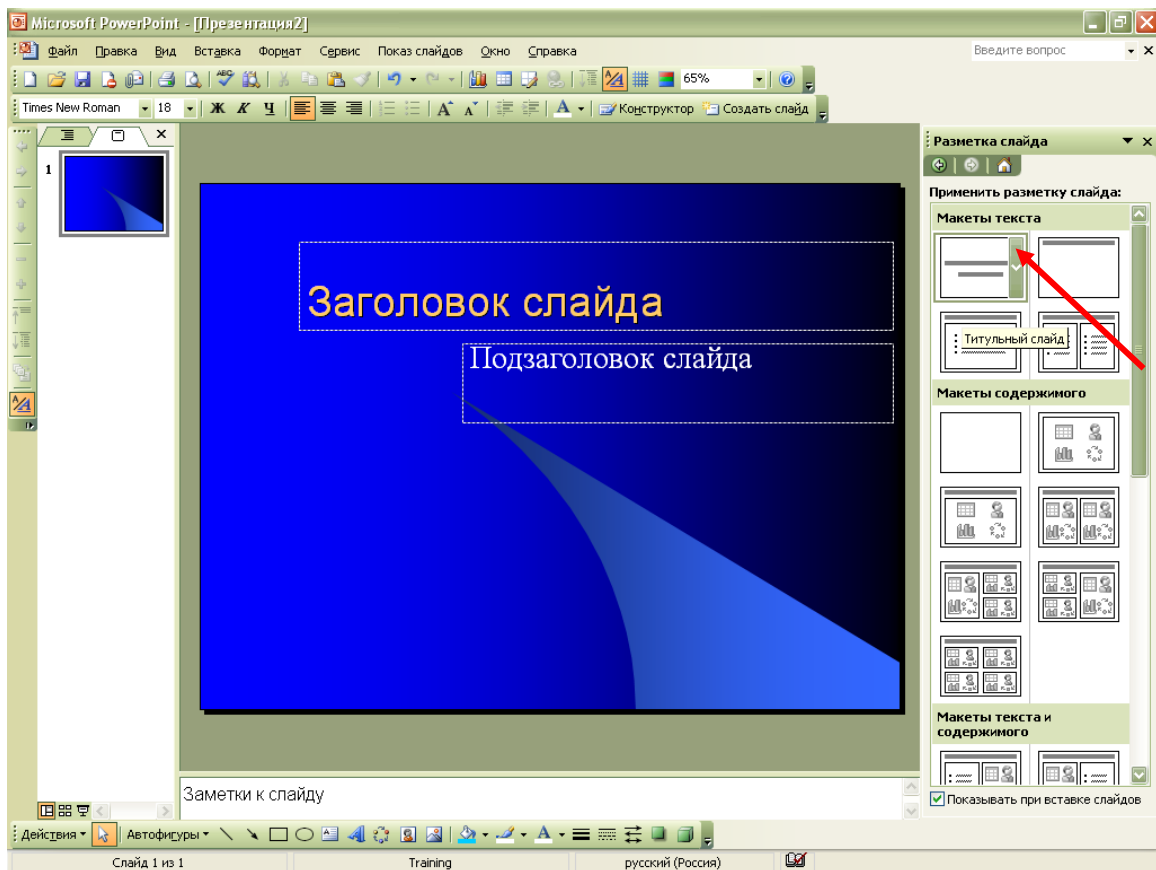 Microsoft PowerPoint - [Презентация2]
Файл Правка Вид Вставка Формат Сервис Показ слайдов Окно Справка Введите вопрос
65%
Times New Roman 18 Ж К Ч Конструктор Создать слайд
Разметка слайда
1
Применить разметку слайда:
Макеты текста
Титульный слайд
Заголовок слайда
Подзаголовок слайда
Макеты содержимого
Макеты текста и
содержимого
Заметки к слайду
Показывать при вставке слайдов
Действия Автофигуры
Слайд 1 из 1 Training русский (Россия)